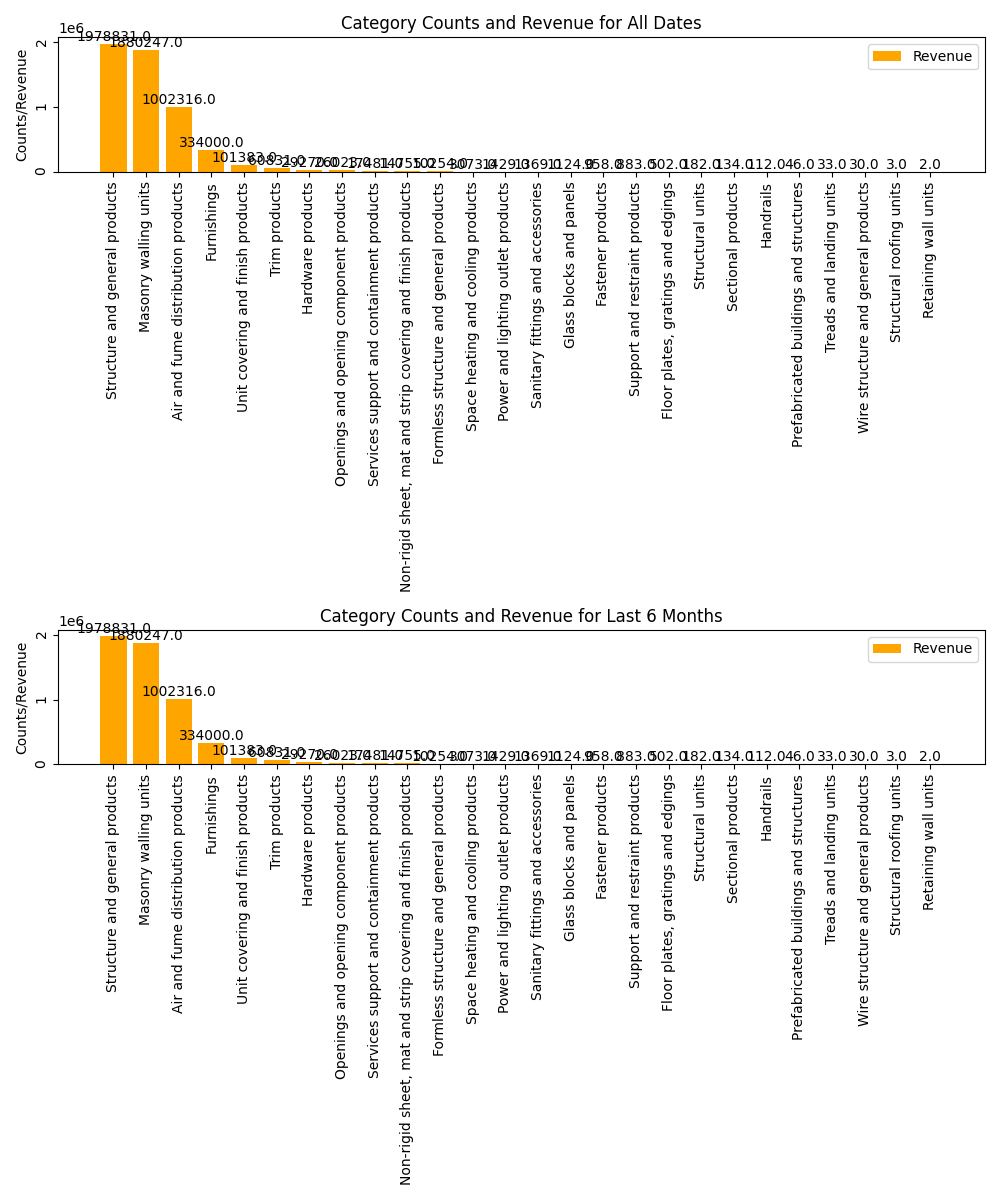 Category Counts and Revenue for All Dates
1e6
Counts/Revenue
2
1
0
Revenue
1978831.0
1880247.0
1002316.0
334000.0
101383.0
29270.0
958.0
883.0
502.0
182.0
134.0
112.0
46.0
33.0
30.0
3.0
2.0
Structure and general products
Masonry walling units
Air and fume distribution products
Furnishings
Unit covering and finish products
Trim products
Hardware products
Openings and opening component products
Services support and containment products
Non-rigid sheet, mat and strip covering and finish products
Formless structure and general products
Space heating and cooling products
Power and lighting outlet products
Sanitary fittings and accessories
Glass blocks and panels
Fastener products
Support and restraint products
Floor plates, gratings and edgings
Structural units
Sectional products
Handrails
Prefabricated buildings and structures
Treads and landing units
Wire structure and general products
Structural roofing units
Retaining wall units
Category Counts and Revenue for Last 6 Months
1e6
Counts/Revenue
2
1
0
Revenue
1978831.0
1880247.0
1002316.0
334000.0
101383.0
29270.0
958.0
883.0
502.0
182.0
134.0
112.0
46.0
33.0
30.0
3.0
2.0
Structure and general products
Masonry walling units
Air and fume distribution products
Furnishings
Unit covering and finish products
Trim products
Hardware products
Openings and opening component products
Services support and containment products
Non-rigid sheet, mat and strip covering and finish products
Formless structure and general products
Space heating and cooling products
Power and lighting outlet products
Sanitary fittings and accessories
Glass blocks and panels
Fastener products
Support and restraint products
Floor plates, gratings and edgings
Structural units
Sectional products
Handrails
Prefabricated buildings and structures
Treads and landing units
Wire structure and general products
Structural roofing units
Retaining wall units